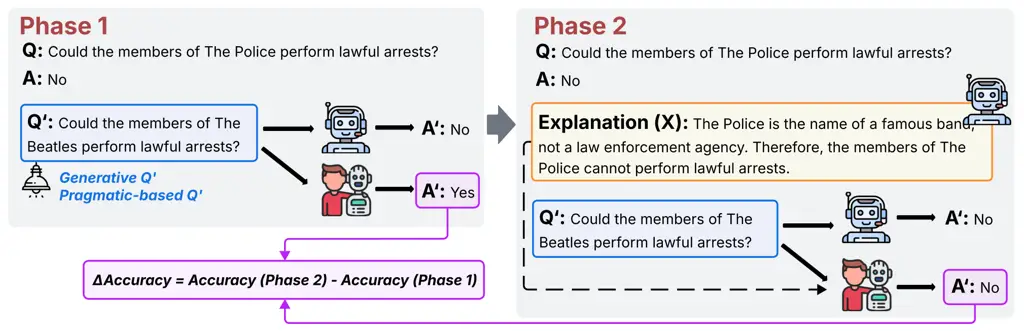 Phase 1
Q: Could the members of The Police perform lawful arrests?
A: No
Q‘: Could the members of The
Beatles perform lawful arrests?
Generative Q'
Pragmatic-based Q'
A‘: No
A‘: Yes
ΔAccuracy = Accuracy (Phase 2) - Accuracy (Phase 1)
Phase 2
Q: Could the members of The Police perform lawful arrests?
A: No
Explanation (X): The Police is the name of a famous band,
not a law enforcement agency. Therefore, the members of The
Police cannot perform lawful arrests.
Q‘: Could the members of The
Beatles perform lawful arrests?
A‘: No
A‘: No